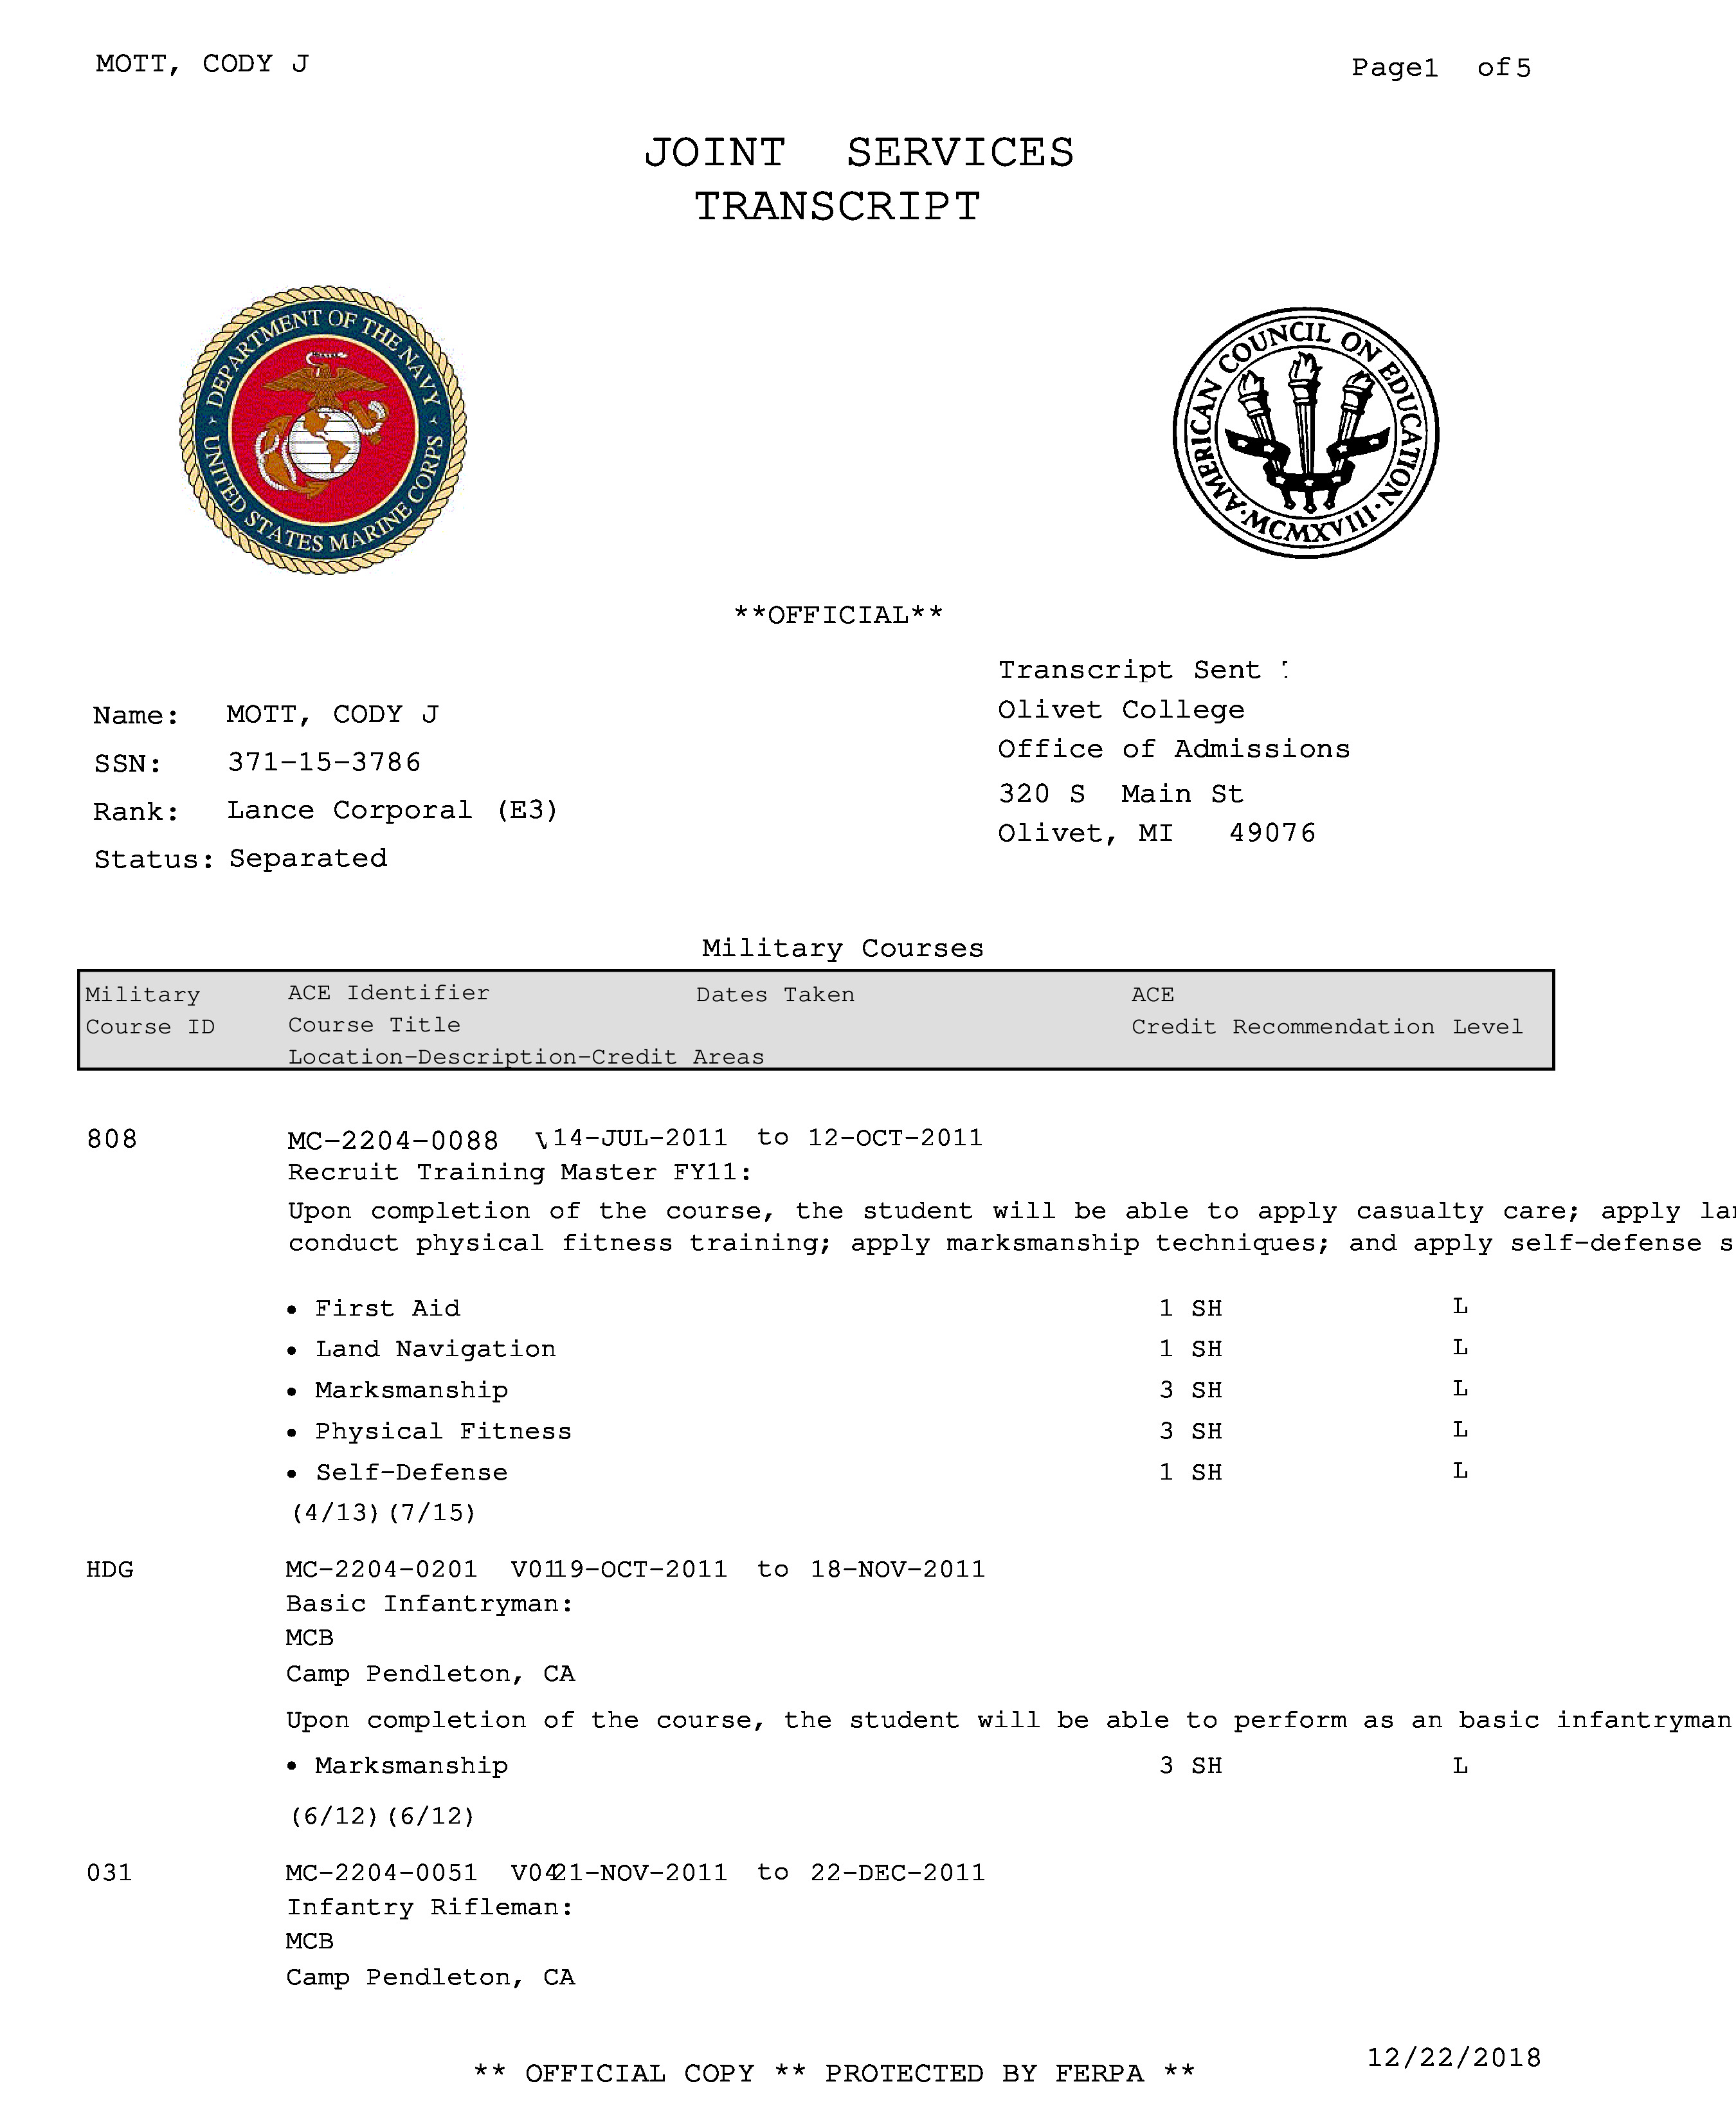 MOTT, CODY J
Page1 of5
JOINT SERVICES
TRANSCRIPT
DEPARTMENT OF THE NAVY
UNITED STATES MARINE CORPS
AMERICAN COUNCIL ON EDUCATION
MCMXVIII
**OFFICIAL**
Transcript Sent
Name: MOTT, CODY J
Olivet College
SSN: 371-15-3786
Office of Admissions
Rank: Lance Corporal (E3)
320 S Main St
Status: Separated
Olivet, MI 49076
Military Courses
Military ACE Identifier Dates Taken ACE
Course ID Course Title Credit Recommendation Level
Location-Description-Credit Areas
808 MC-2204-0088 14-JUL-2011 to 12-OCT-2011
Recruit Training Master FY11:
Upon completion of the course, the student will be able to apply casualty care; apply
conduct physical fitness training; apply marksmanship techniques; and apply self-defense
• First Aid 1 SH L
• Land Navigation 1 SH L
• Marksmanship 3 SH L
• Physical Fitness 3 SH L
• Self-Defense 1 SH L
(4/13)(7/15)
HDG MC-2204-0201 V01 19-OCT-2011 to 18-NOV-2011
Basic Infantryman:
MCB
Camp Pendleton, CA
Upon completion of the course, the student will be able to perform as an basic infantryman
• Marksmanship 3 SH L
(6/12)(6/12)
031 MC-2204-0051 V04 21-NOV-2011 to 22-DEC-2011
Infantry Rifleman:
MCB
Camp Pendleton, CA
** OFFICIAL COPY ** PROTECTED BY FERPA **
12/22/2018